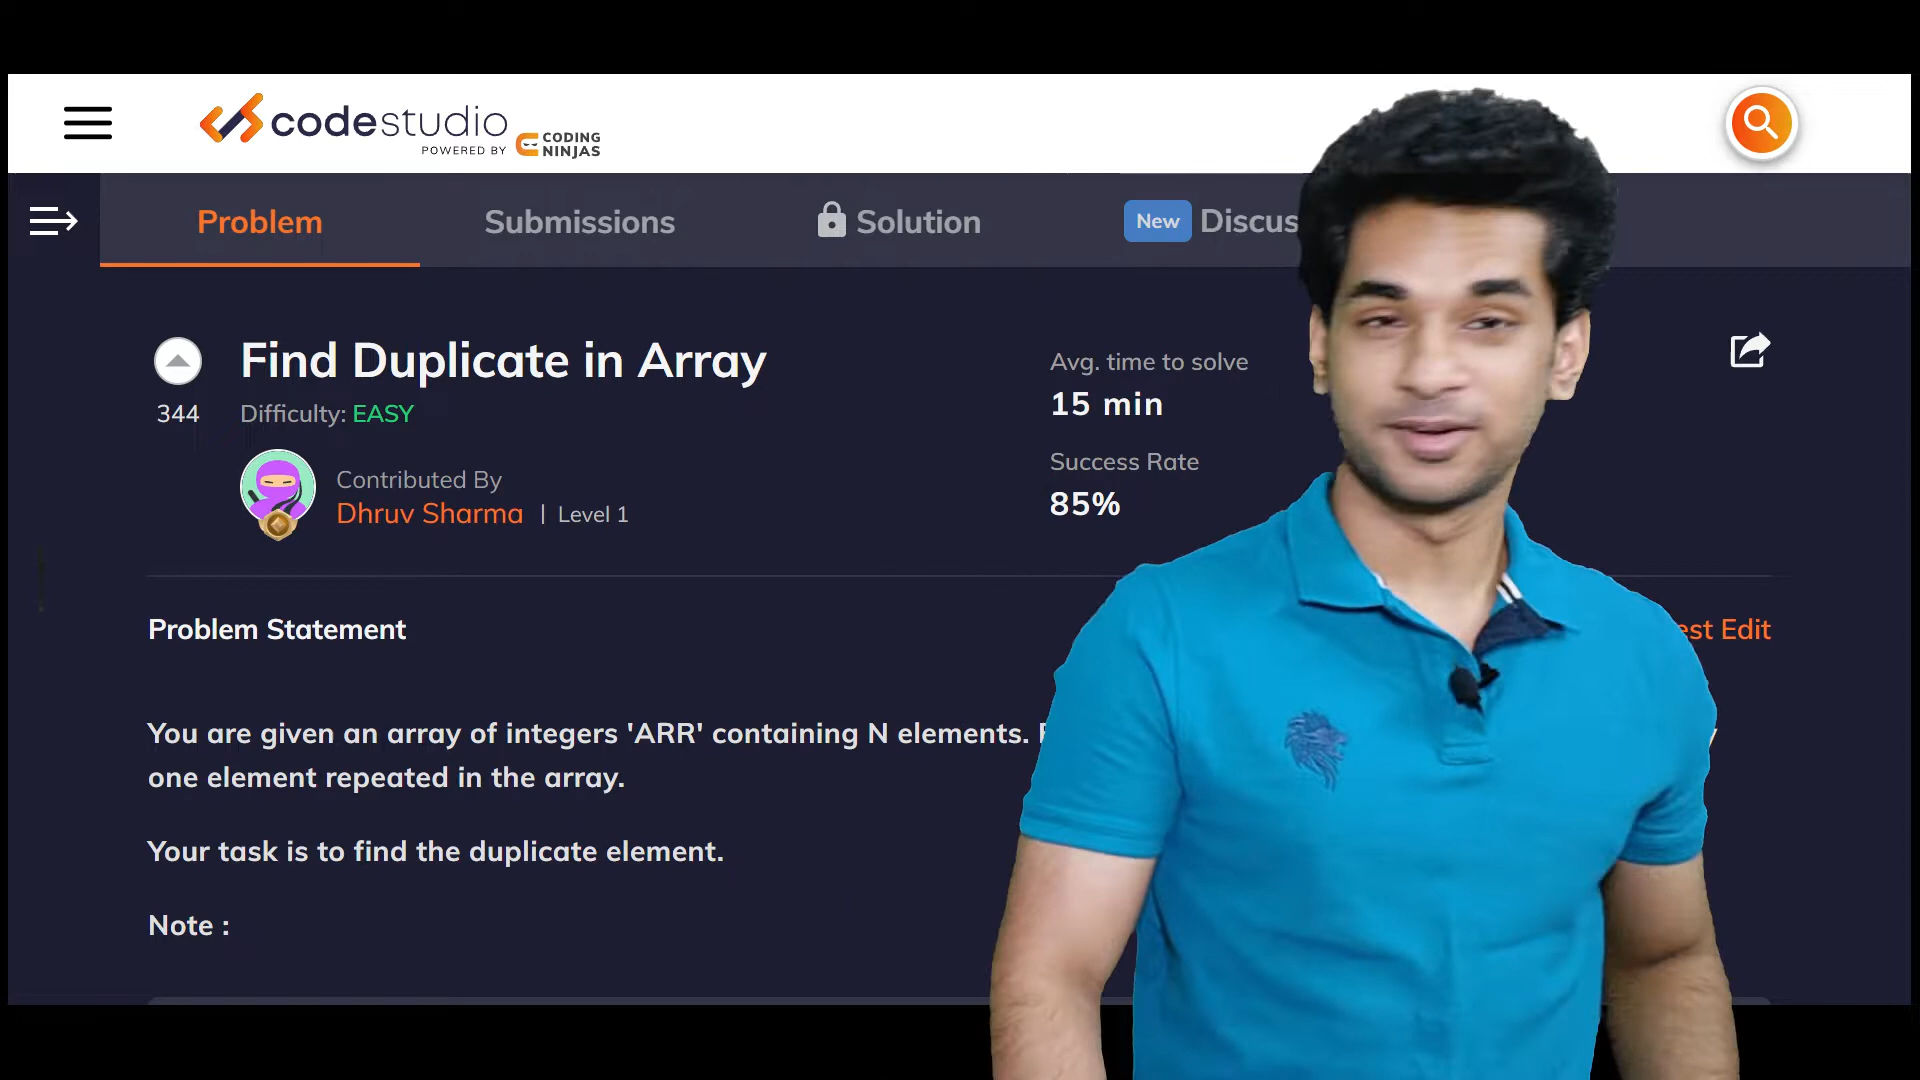 codestudio
POWERED BY CODING NINJAS
Problem Submissions Solution New Discus
Find Duplicate in Array
344
Difficulty: EASY
Contributed By
Dhruv Sharma | Level 1
Avg. time to solve
15 min
Success Rate
85%
Problem Statement
est Edit
You are given an array of integers 'ARR' containing N elements.
one element repeated in the array.
Your task is to find the duplicate element.
Note :